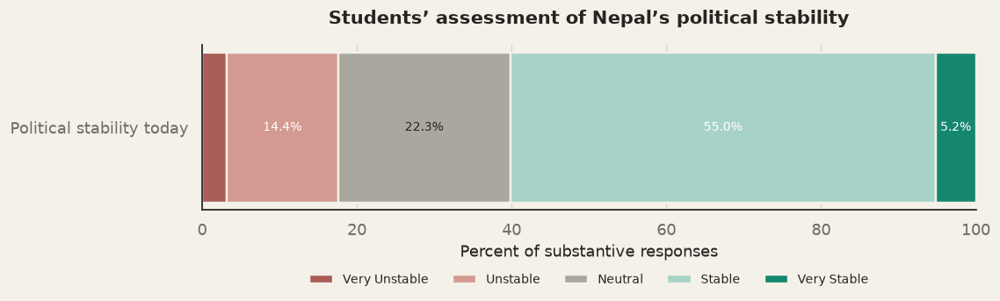 Students’ assessment of Nepal’s political stability
Political stability today
14.4%
22.3%
55.0%
5.2%
0 20 40 60 80 100
Percent of substantive responses
Very Unstable Unstable Neutral Stable Very Stable